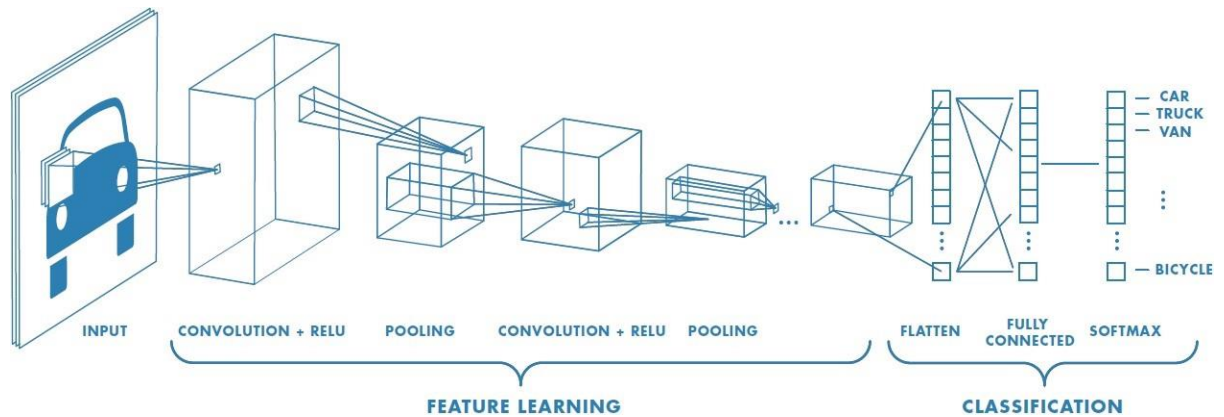 CAR
TRUCK
VAN
BICYCLE
INPUT
CONVOLUTION + RELU
POOLING
CONVOLUTION + RELU
POOLING
FLATTEN
FULLY
CONNECTED
SOFTMAX
FEATURE LEARNING
CLASSIFICATION